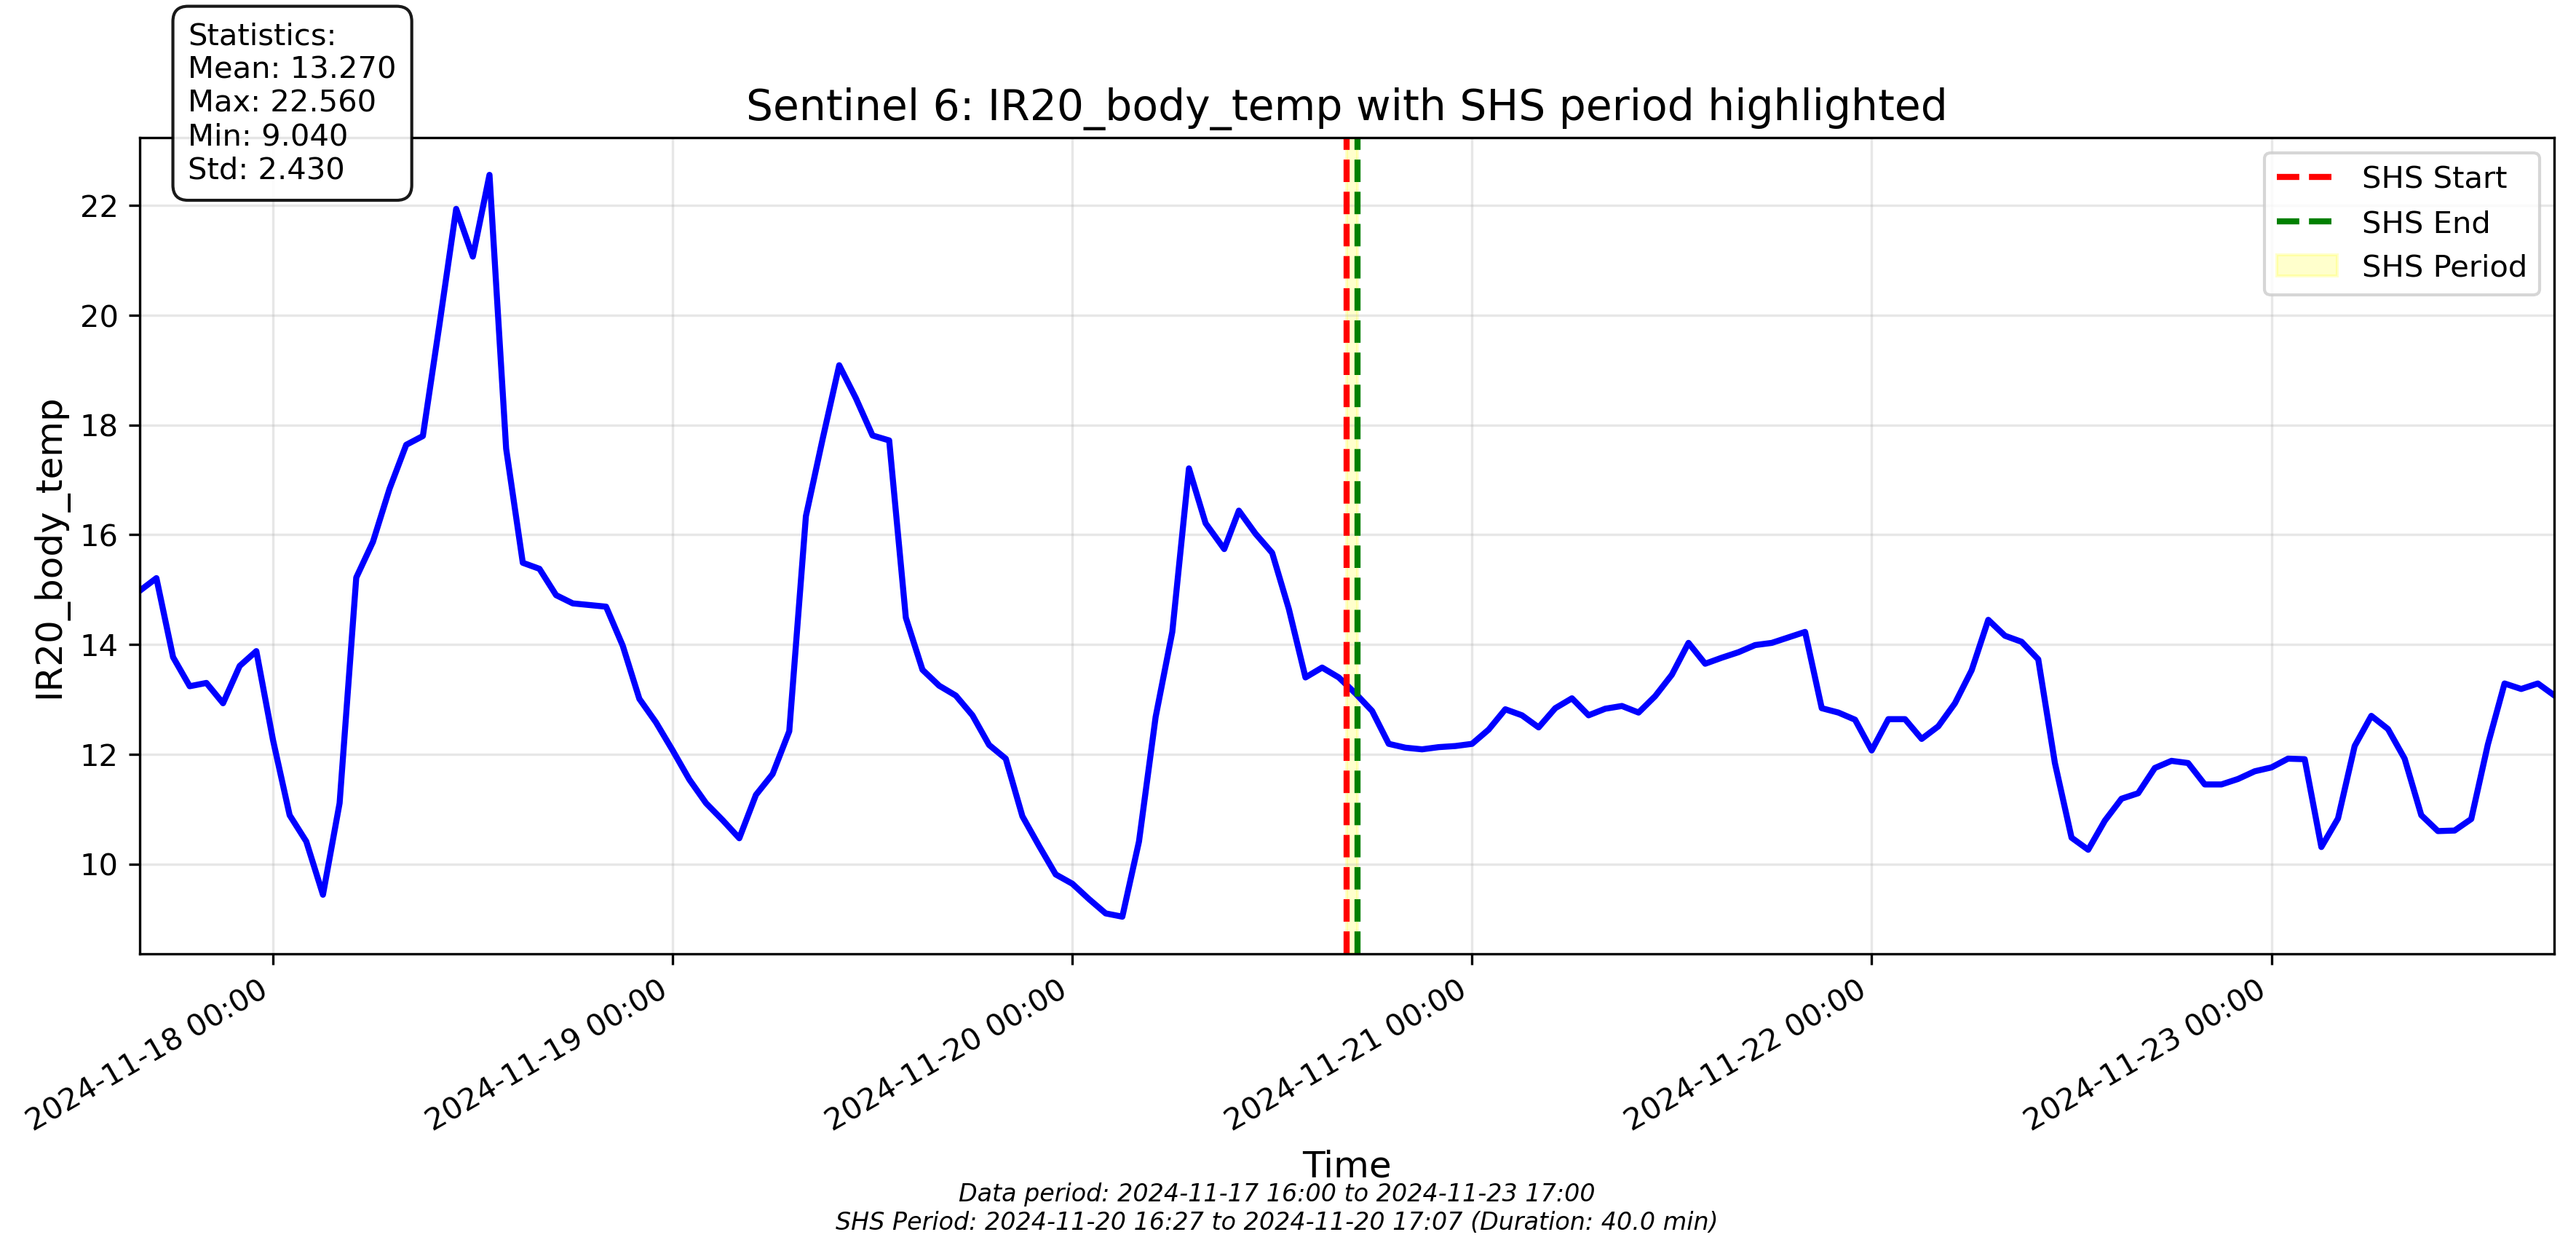 Statistics:
Mean: 13.270
Max: 22.560
Min: 9.040
Std: 2.430
Sentinel 6: IR20_body_temp with SHS period highlighted
SHS Start
SHS End
SHS Period
IR20_body_temp
22
20
18
16
14
12
10
2024-11-18 00:00
2024-11-19 00:00
2024-11-20 00:00
2024-11-21 00:00
2024-11-22 00:00
2024-11-23 00:00
Time
Data period: 2024-11-17 16:00 to 2024-11-23 17:00
SHS Period: 2024-11-20 16:27 to 2024-11-20 17:07 (Duration: 40.0 min)